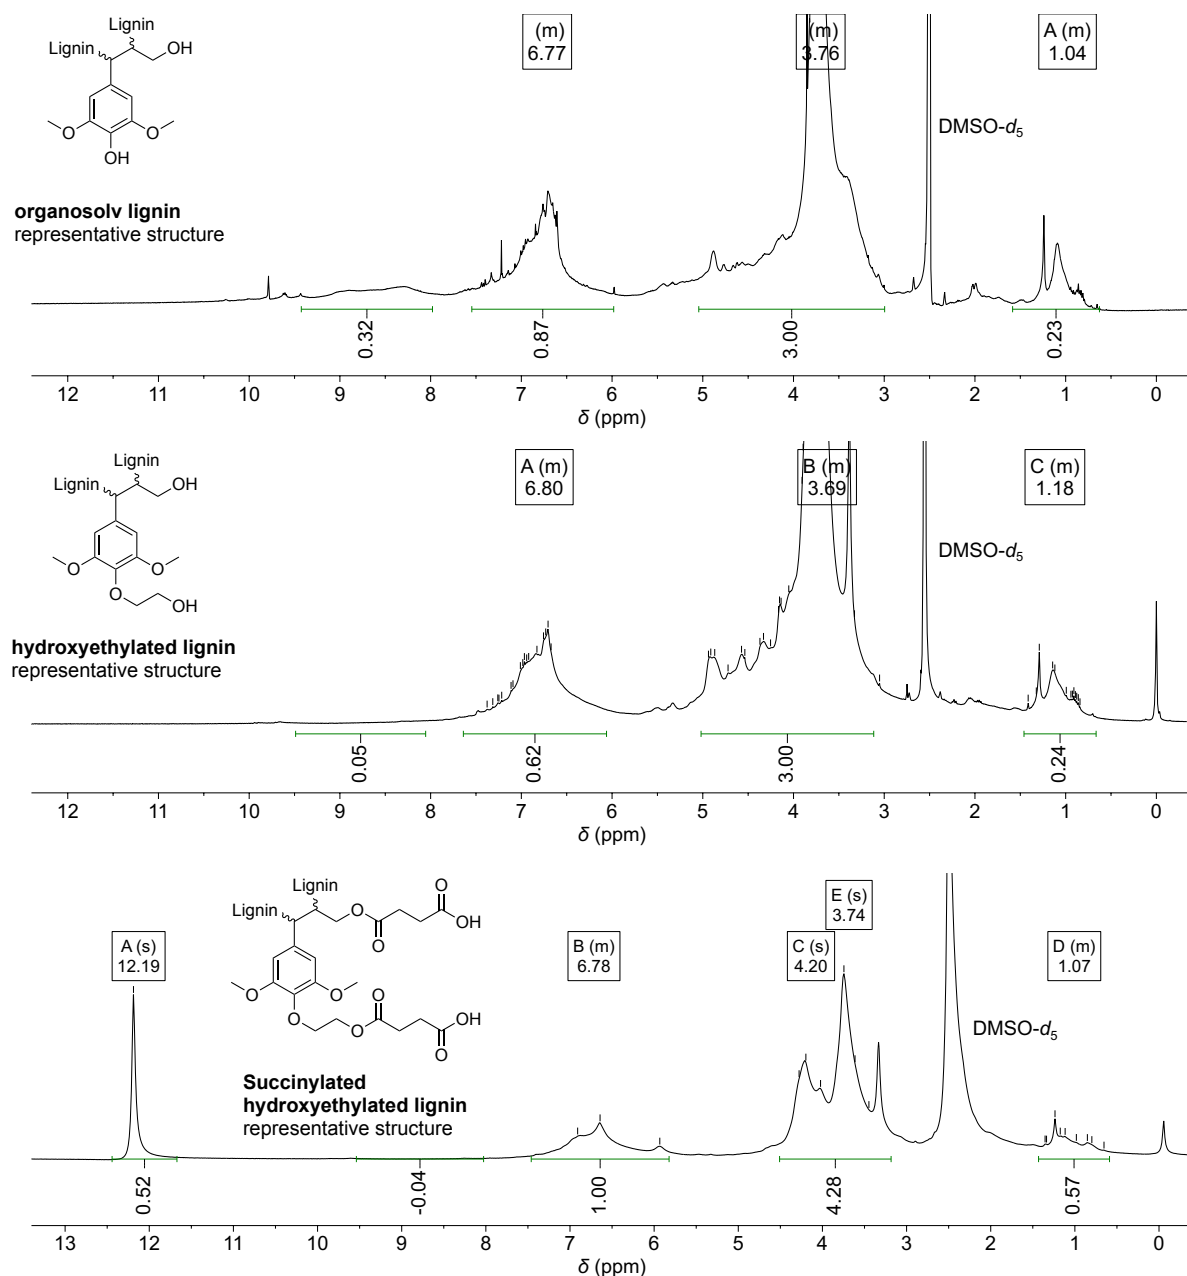 Lignin
Lignin
OH
O
O
OH
organosolv lignin
representative structure
(m)
6.77
(m)
3.76
A (m)
1.04
DMSO-d5
0.32
0.87
3.00
0.23
12 11 10 9 8 7 6 5 4 3 2 1 0
δ (ppm)
Lignin
Lignin
OH
O
O
O
OH
hydroxyethylated lignin
representative structure
A (m)
6.80
B (m)
3.69
C (m)
1.18
DMSO-d5
0.05
0.62
3.00
0.24
12 11 10 9 8 7 6 5 4 3 2 1 0
δ (ppm)
A (s)
12.19
Lignin
Lignin
O
O
O
OH
O
O
O
O
O
O
OH
Succinylated
hydroxyethylated lignin
representative structure
B (m)
6.78
C (s)
4.20
E (s)
3.74
D (m)
1.07
DMSO-d5
0.52
-0.04
1.00
4.28
0.57
13 12 11 10 9 8 7 6 5 4 3 2 1 0
δ (ppm)